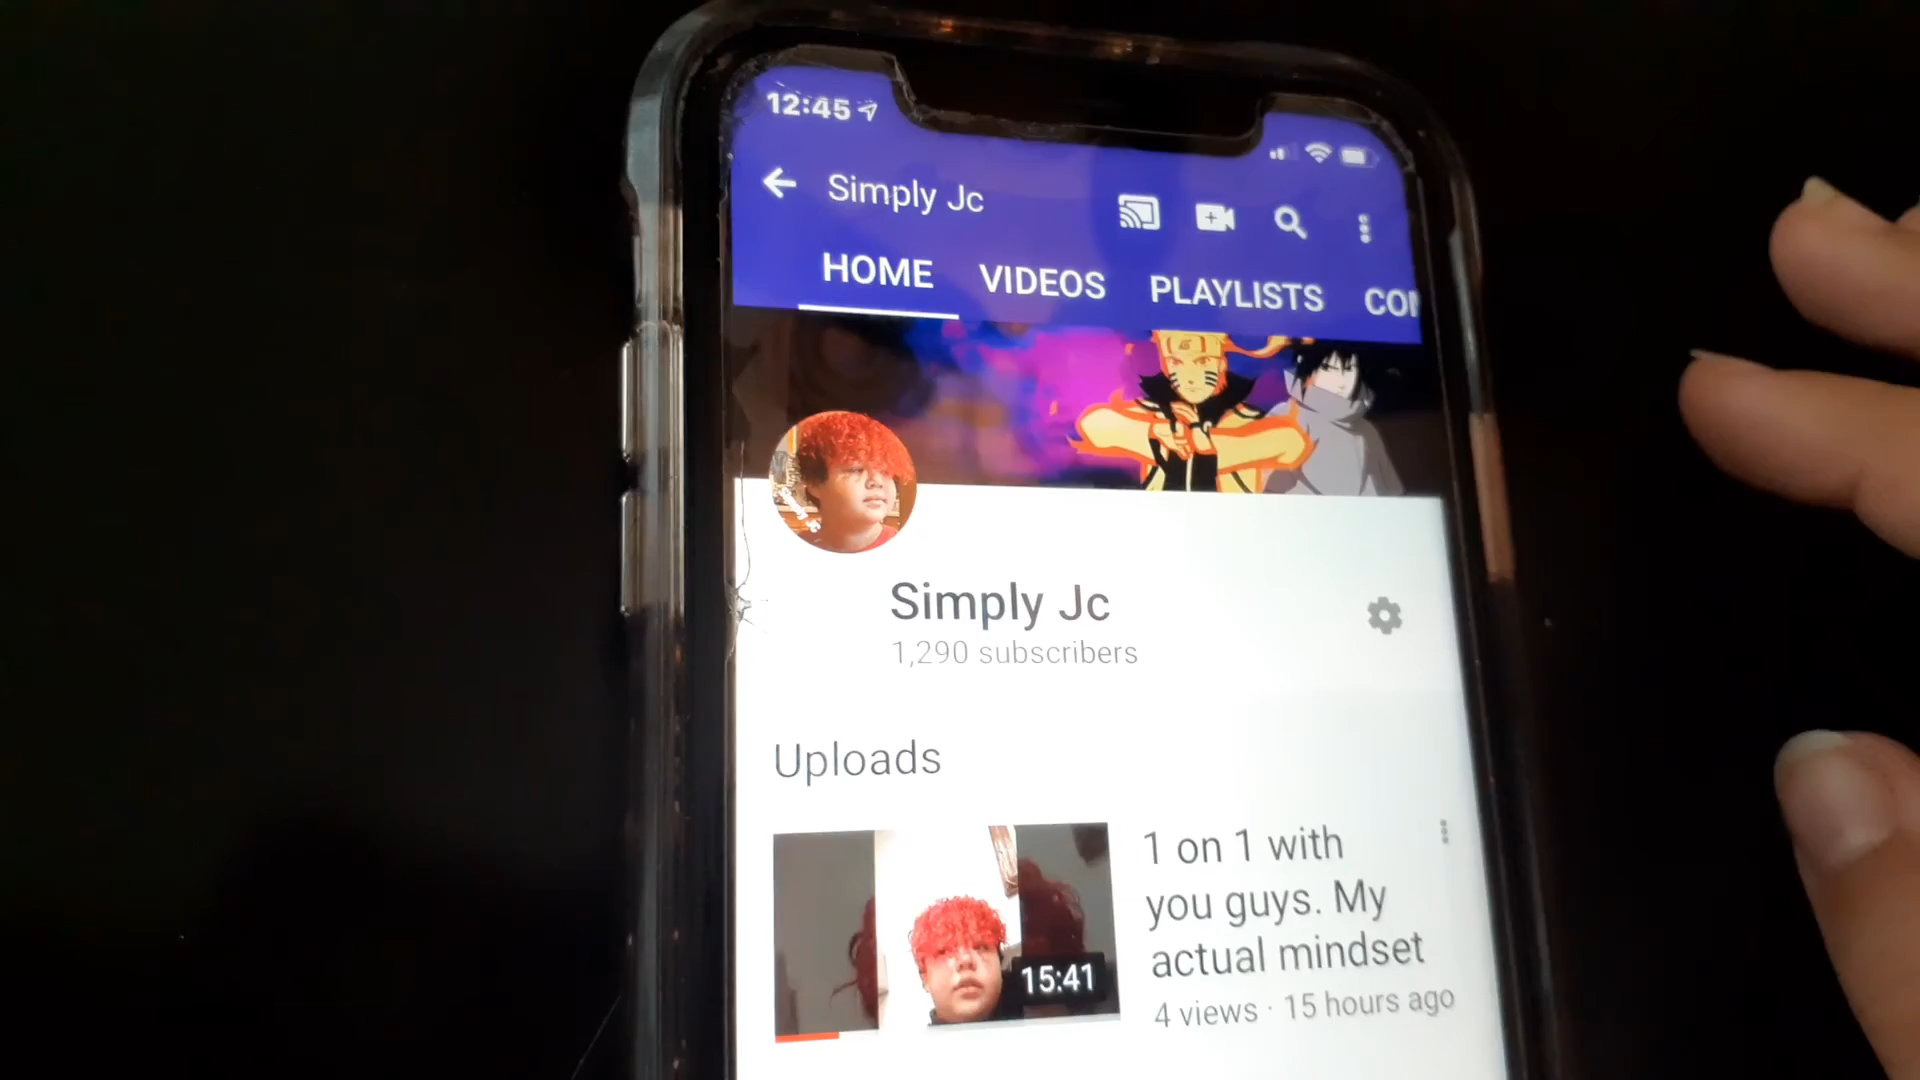 12:45
Simply Jc
HOME VIDEOS PLAYLISTS COM
Simply Jc
1,290 subscribers
Uploads
1 on 1 with
you guys. My
actual mindset
15:41
4 views · 15 hours ago